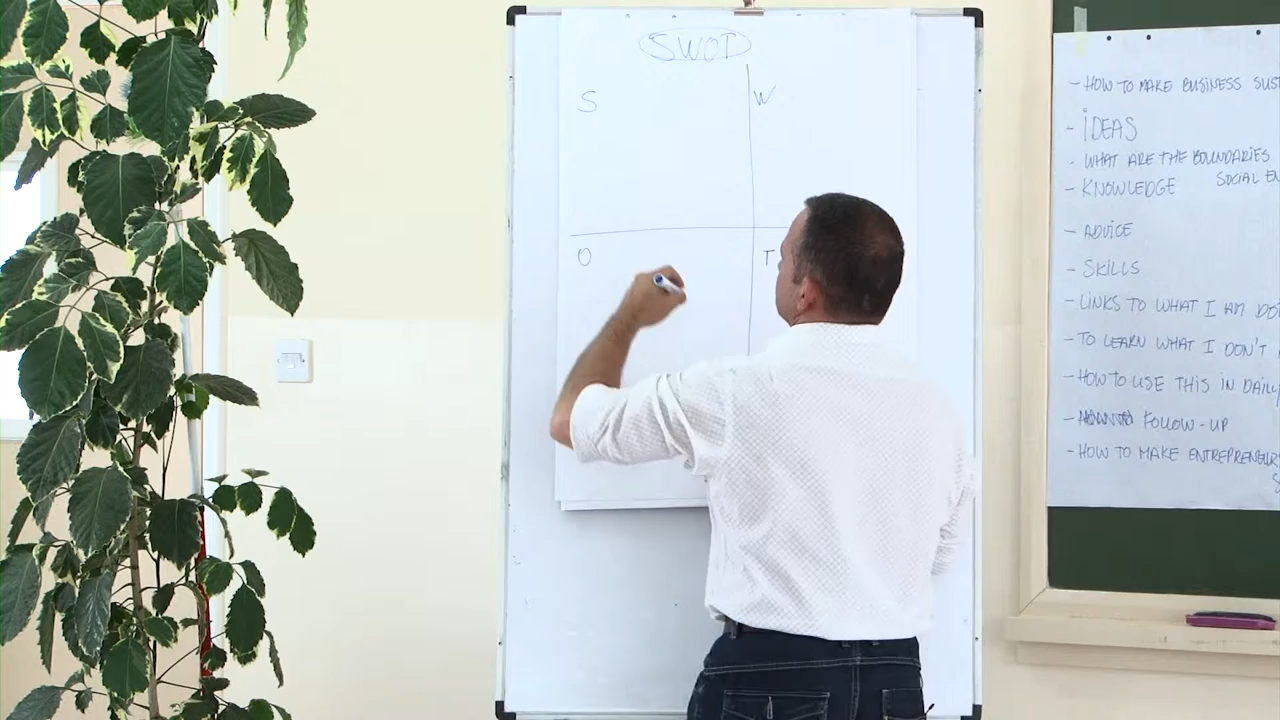 SWOT
S
W
O
T
- HOW TO MAKE BUSINESS
- IDEAS
- WHAT ARE THE BOUNDARIES
SOCIAL
- KNOWLEDGE
- ADVICE
- SKILLS
- LINKS TO WHAT I AM
- TO LEARN WHAT I DON'T
- HOW TO USE THIS IN
- FOLLOW-UP
- HOW TO MAKE